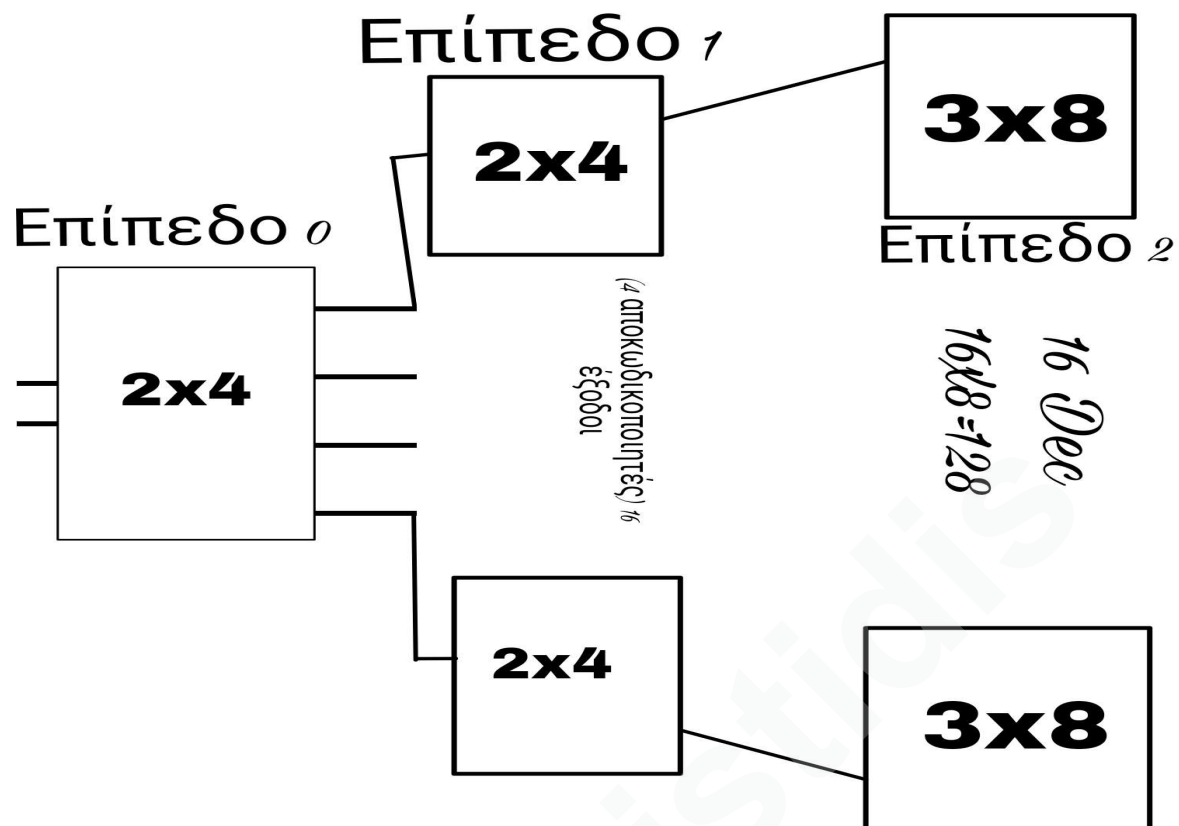 Επίπεδο 1
2x4
3x8
Επίπεδο 0
Επίπεδο 2
2x4
(4 αποκωδικοποιητές) 16
έξοδοι
16 Dec
16X8=128
2x4
3x8
stidis